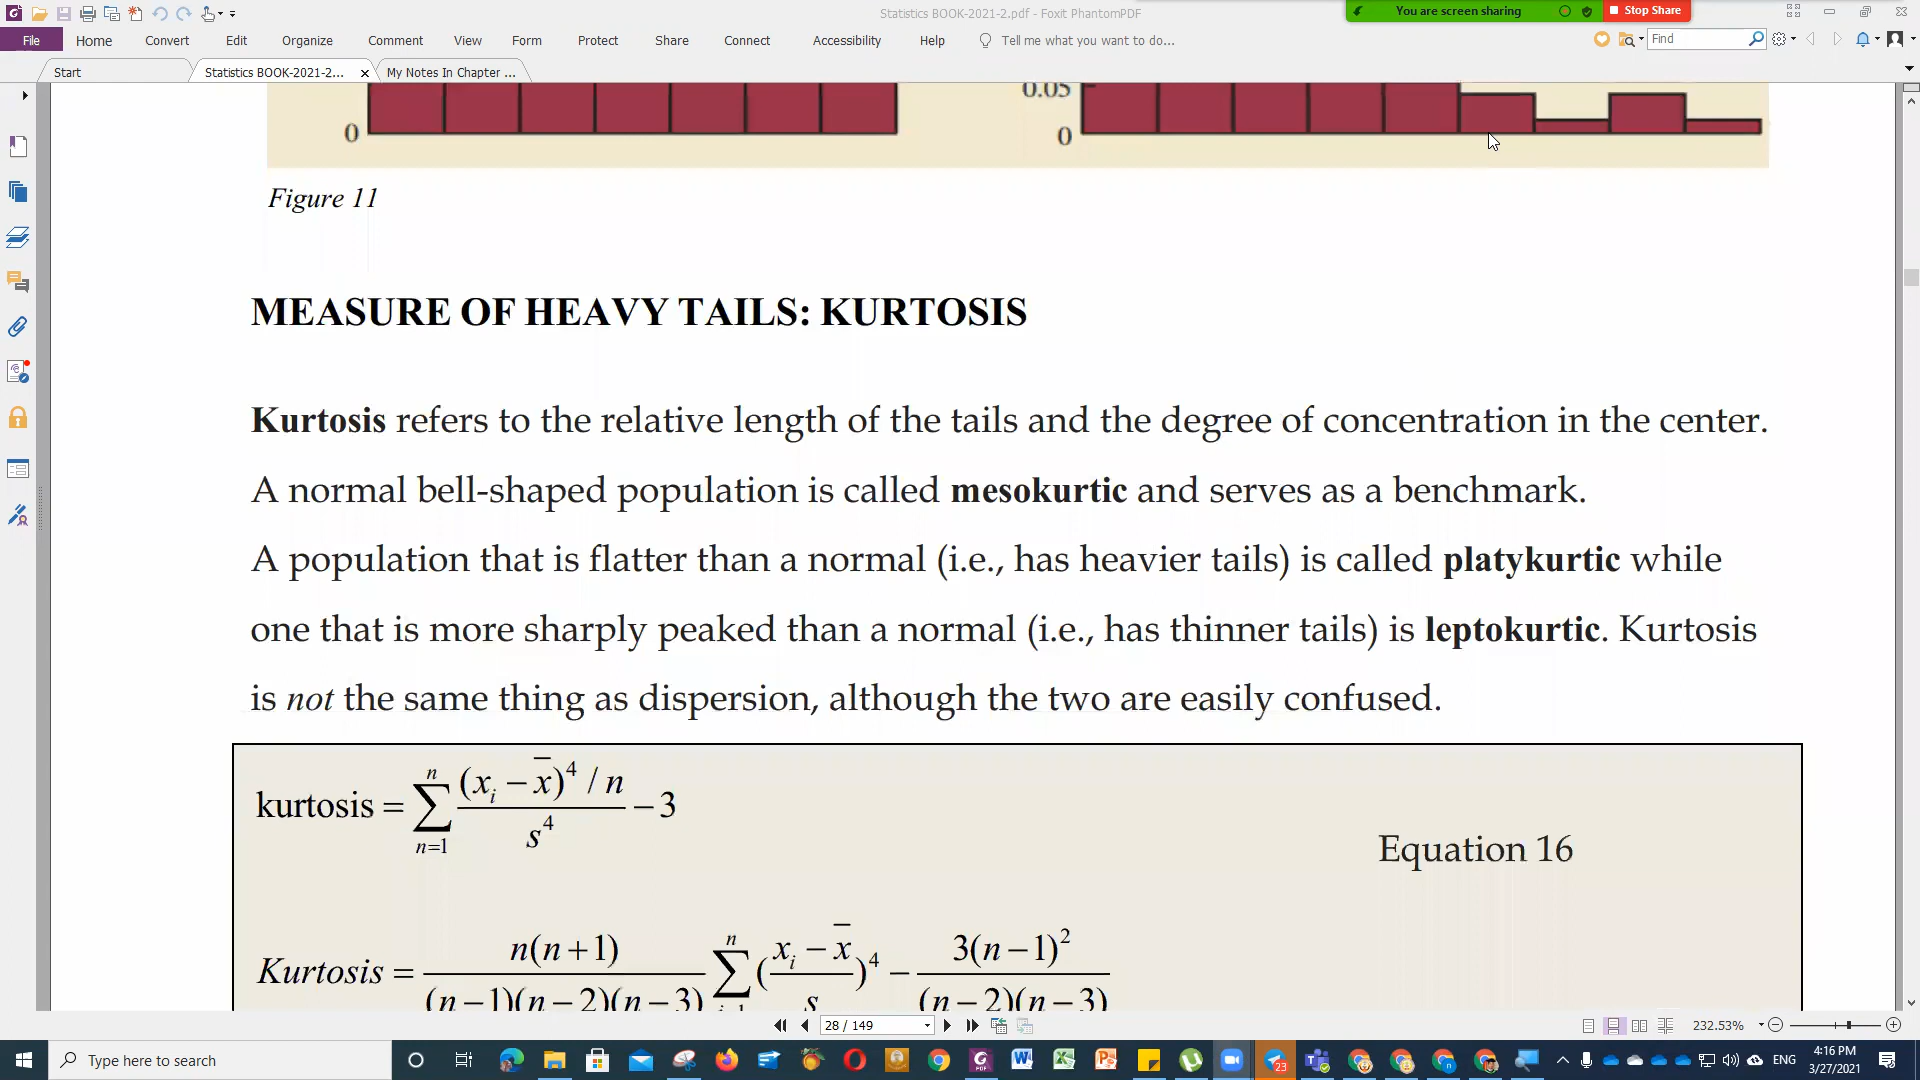 Statistics BOOK-2021-2.pdf - Foxit PhantomPDF
You are screen sharing
Stop Share
File Home Convert Edit Organize Comment View Form Protect Share Connect Accessibility Help Tell me what you want to do... Find
Start Statistics BOOK-2021-2... My Notes In Chapter ...
0
0.05
0
Figure 11
MEASURE OF HEAVY TAILS: KURTOSIS
Kurtosis refers to the relative length of the tails and the degree of concentration in the center.
A normal bell-shaped population is called mesokurtic and serves as a benchmark.
A population that is flatter than a normal (i.e., has heavier tails) is called platykurtic while
one that is more sharply peaked than a normal (i.e., has thinner tails) is leptokurtic. Kurtosis
is not the same thing as dispersion, although the two are easily confused.
kurtosis = ∑ₙ₌₁ⁿ (xᵢ − x̄)⁴ / n / s⁴ − 3
Equation 16
Kurtosis = n(n+1) / (n−1)(n−2)(n−3) ∑ⁿ ((xᵢ − x̄) / s)⁴ − 3(n−1)² / (n−2)(n−3)
28 / 149
232.53%
Type here to search
23
ENG
4:16 PM
3/27/2021